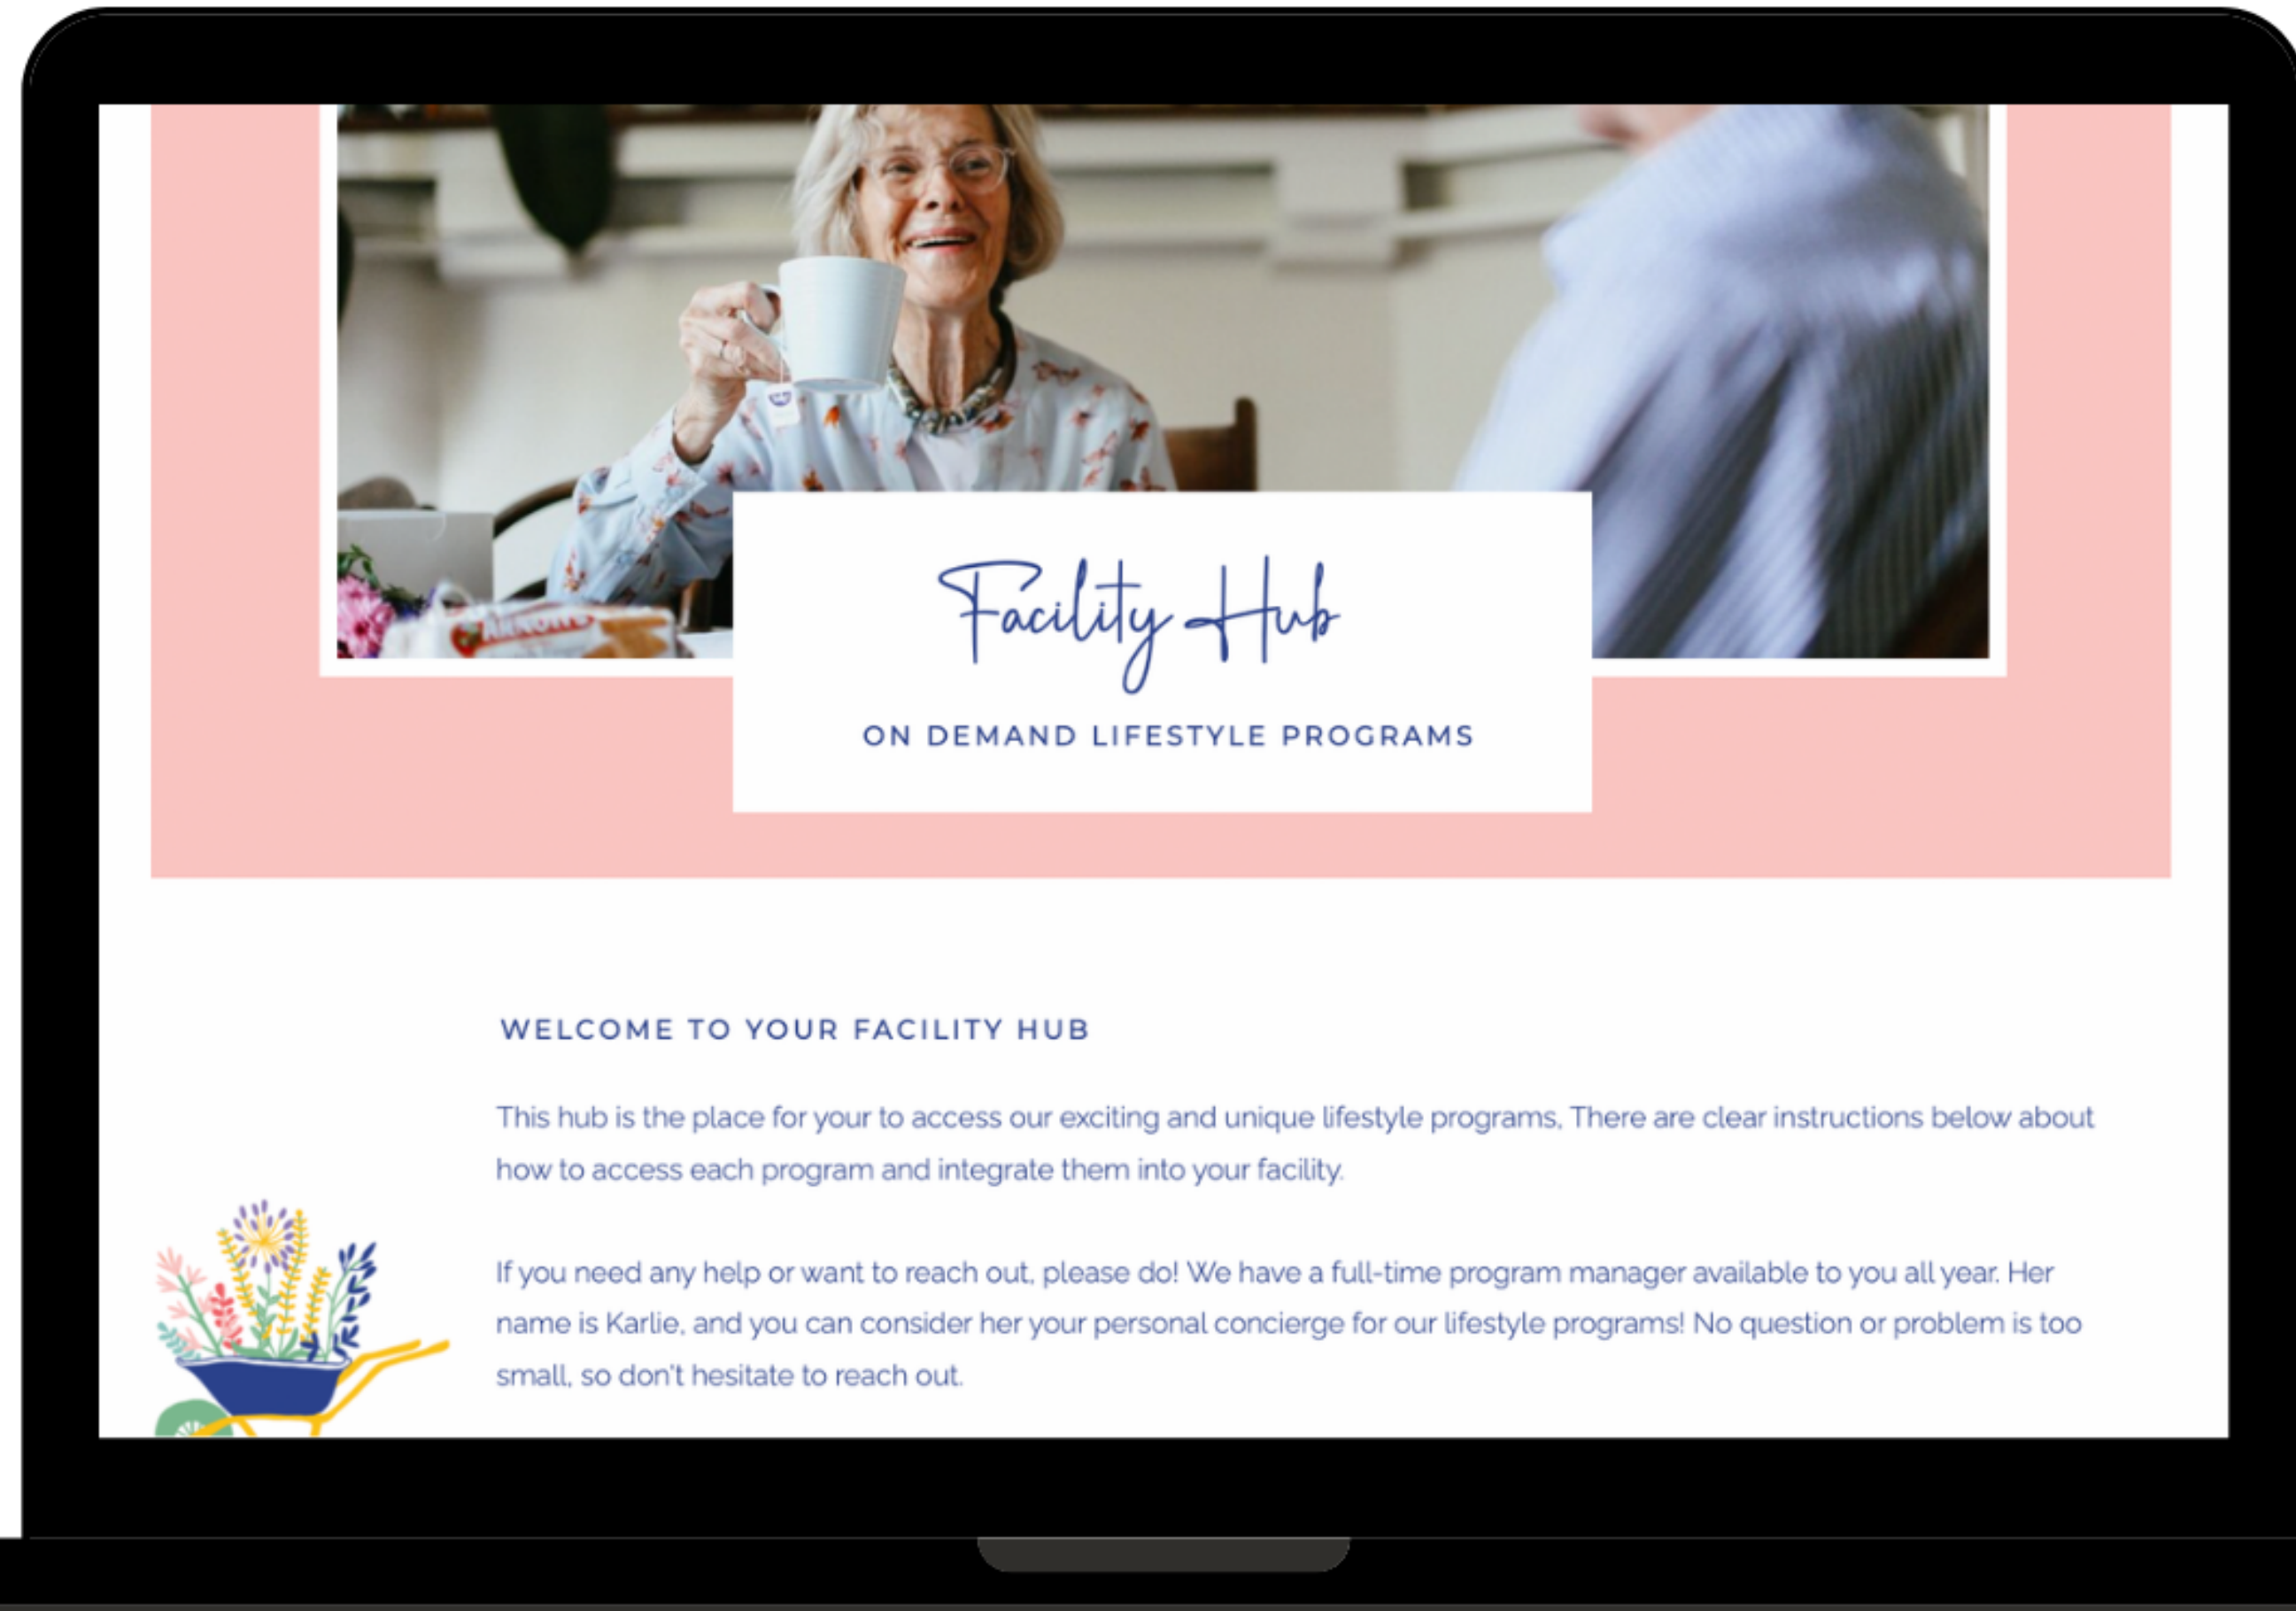 ARNOTT'S
Facility Hub
ON DEMAND LIFESTYLE PROGRAMS
WELCOME TO YOUR FACILITY HUB
This hub is the place for your to access our exciting and unique lifestyle programs, There are clear instructions below about
how to access each program and integrate them into your facility.
If you need any help or want to reach out, please do! We have a full-time program manager available to you all year. Her
name is Karlie, and you can consider her your personal concierge for our lifestyle programs! No question or problem is too
small, so don't hesitate to reach out.